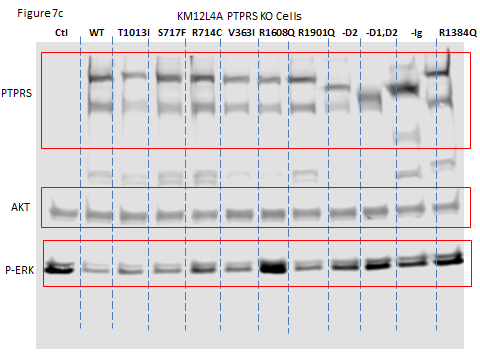 Figure 7c
KM12L4A PTPRS KO Cells
Ctl WT T1013I S717F R714C V363I R1608Q R1901Q -D2 -D1,D2 -Ig R1384Q
PTPRS
AKT
P-ERK